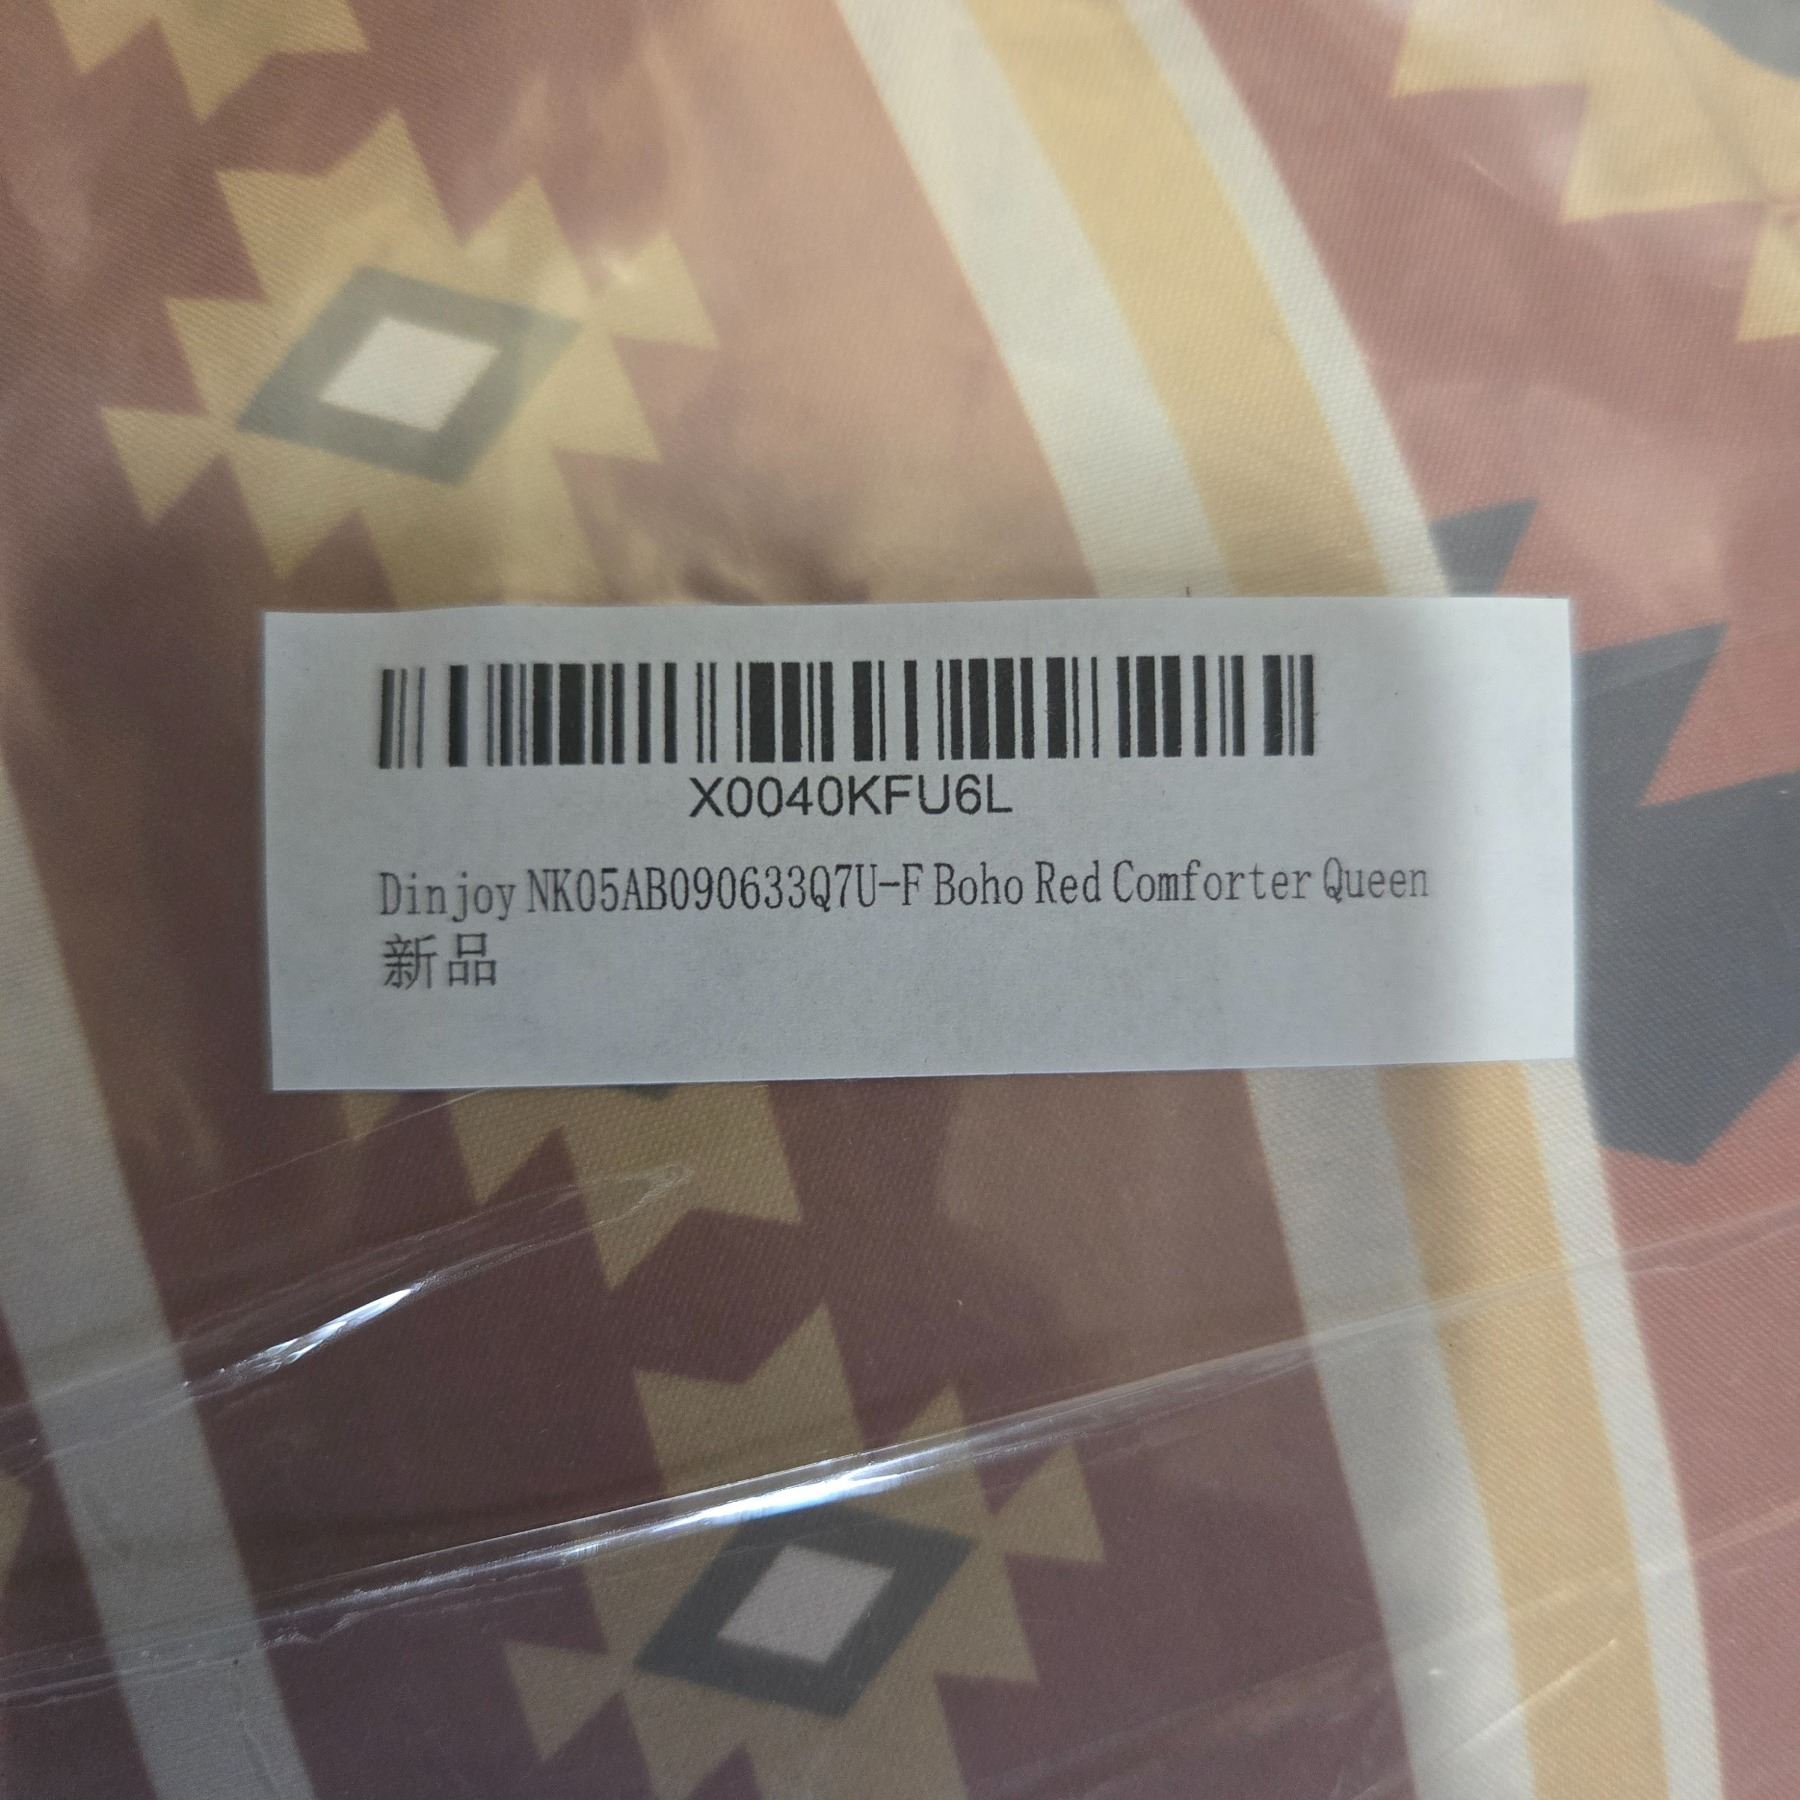 X0040KFU6L
Dinjoy NK05AB090633Q7U-F Boho Red Comforter Queen
新品